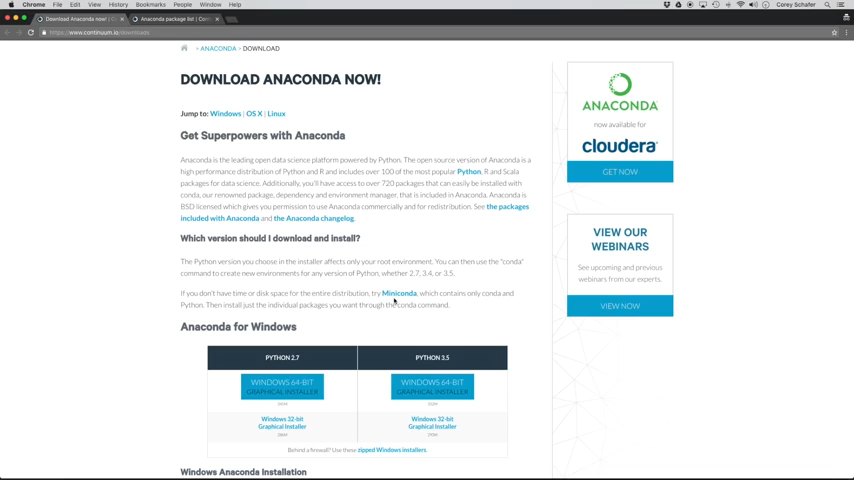 Chrome File Edit View History Bookmarks People Window Help
Corey Schafer
Download Anaconda now! | C
Anaconda package list | Conti
https://www.continuum.io/downloads
> ANACONDA > DOWNLOAD
DOWNLOAD ANACONDA NOW!
Jump to: Windows | OS X | Linux
Get Superpowers with Anaconda
Anaconda is the leading open data science platform powered by Python. The open source version of Anaconda is a
high performance distribution of Python and R and includes over 100 of the most popular Python, R and Scala
packages for data science. Additionally, you'll have access to over 720 packages that can easily be installed with
conda, our renowned package, dependency and environment manager, that is included in Anaconda. Anaconda is
BSD licensed which gives you permission to use Anaconda commercially and for redistribution. See the packages
included with Anaconda and the Anaconda changelog.
Which version should I download and install?
The Python version you choose in the installer affects only your root environment. You can then use the "conda"
command to create new environments for any version of Python, whether 2.7, 3.4, or 3.5.
If you don't have time or disk space for the entire distribution, try Miniconda, which contains only conda and
Python. Then install just the individual packages you want through the conda command.
Anaconda for Windows
PYTHON 2.7 PYTHON 3.5
WINDOWS 64-BIT WINDOWS 64-BIT
GRAPHICAL INSTALLER GRAPHICAL INSTALLER
Windows 32-bit Windows 32-bit
Graphical Installer Graphical Installer
Behind a firewall? Use these zipped Windows installers.
Windows Anaconda Installation
ANACONDA
now available for
cloudera
GET NOW
VIEW OUR
WEBINARS
See upcoming and previous
webinars from our experts.
VIEW NOW